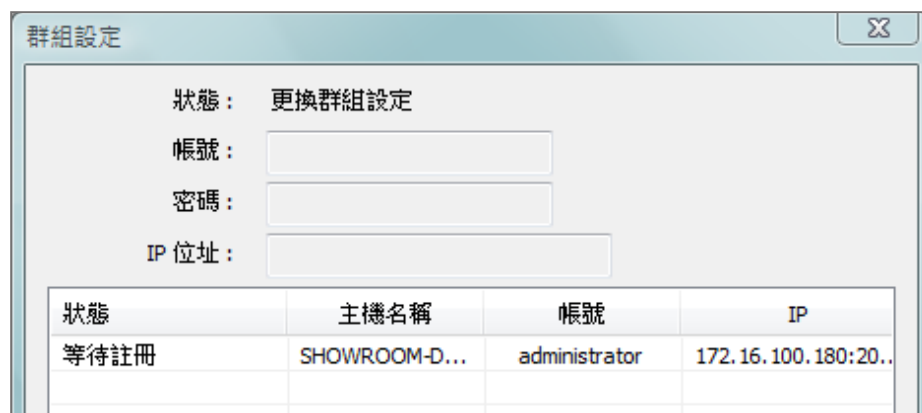 群組設定
狀態： 更換群組設定
帳號：
密碼：
IP 位址：
狀態 主機名稱 帳號 IP
等待註冊 SHOWROOM-D... administrator 172.16.100.180:20..